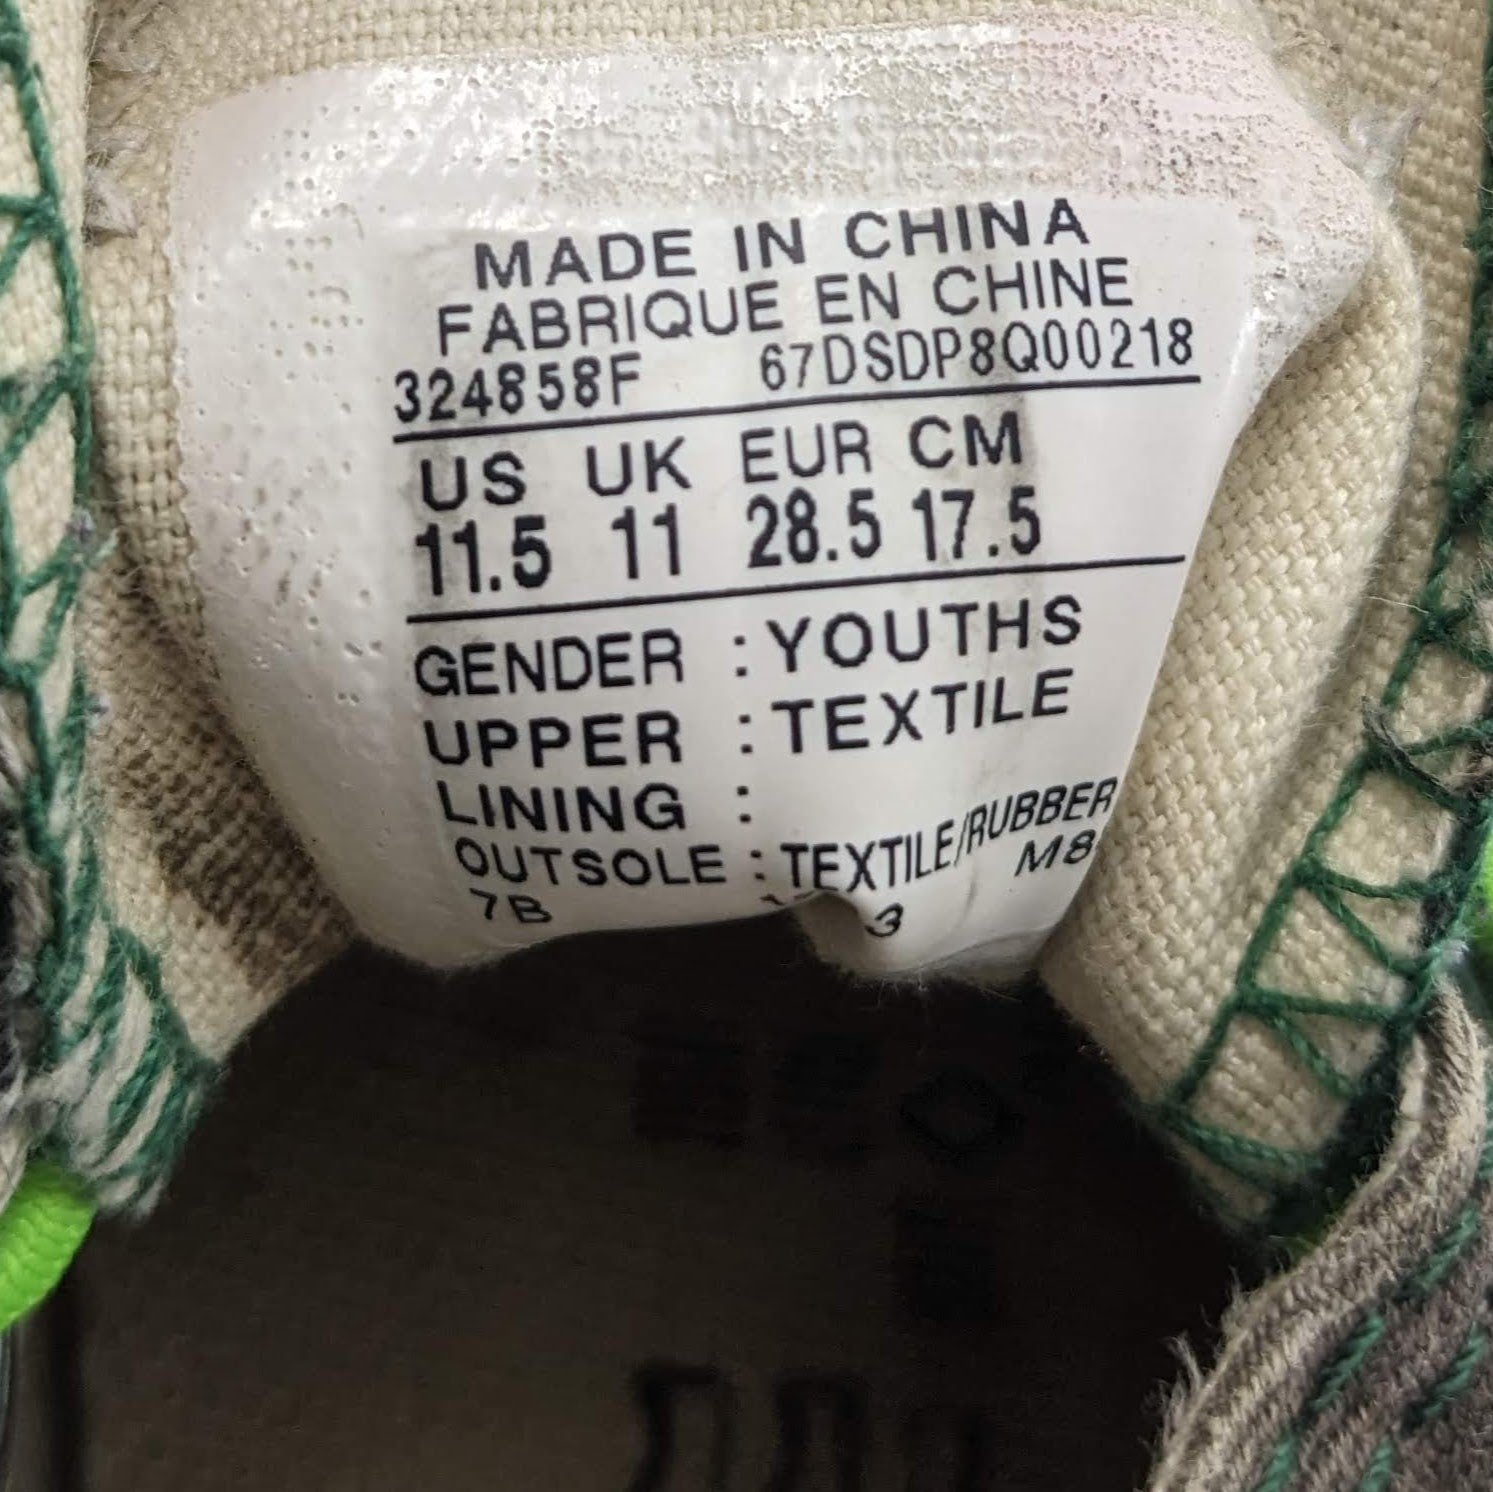 MADE IN CHINA
FABRIQUE EN CHINE
324858F 67DSDP8Q00218
US UK EUR CM
11.5 11 28.5 17.5
GENDER : YOUTHS
UPPER : TEXTILE
LINING :
OUTSOLE : TEXTILE/RUBBER
7B M8